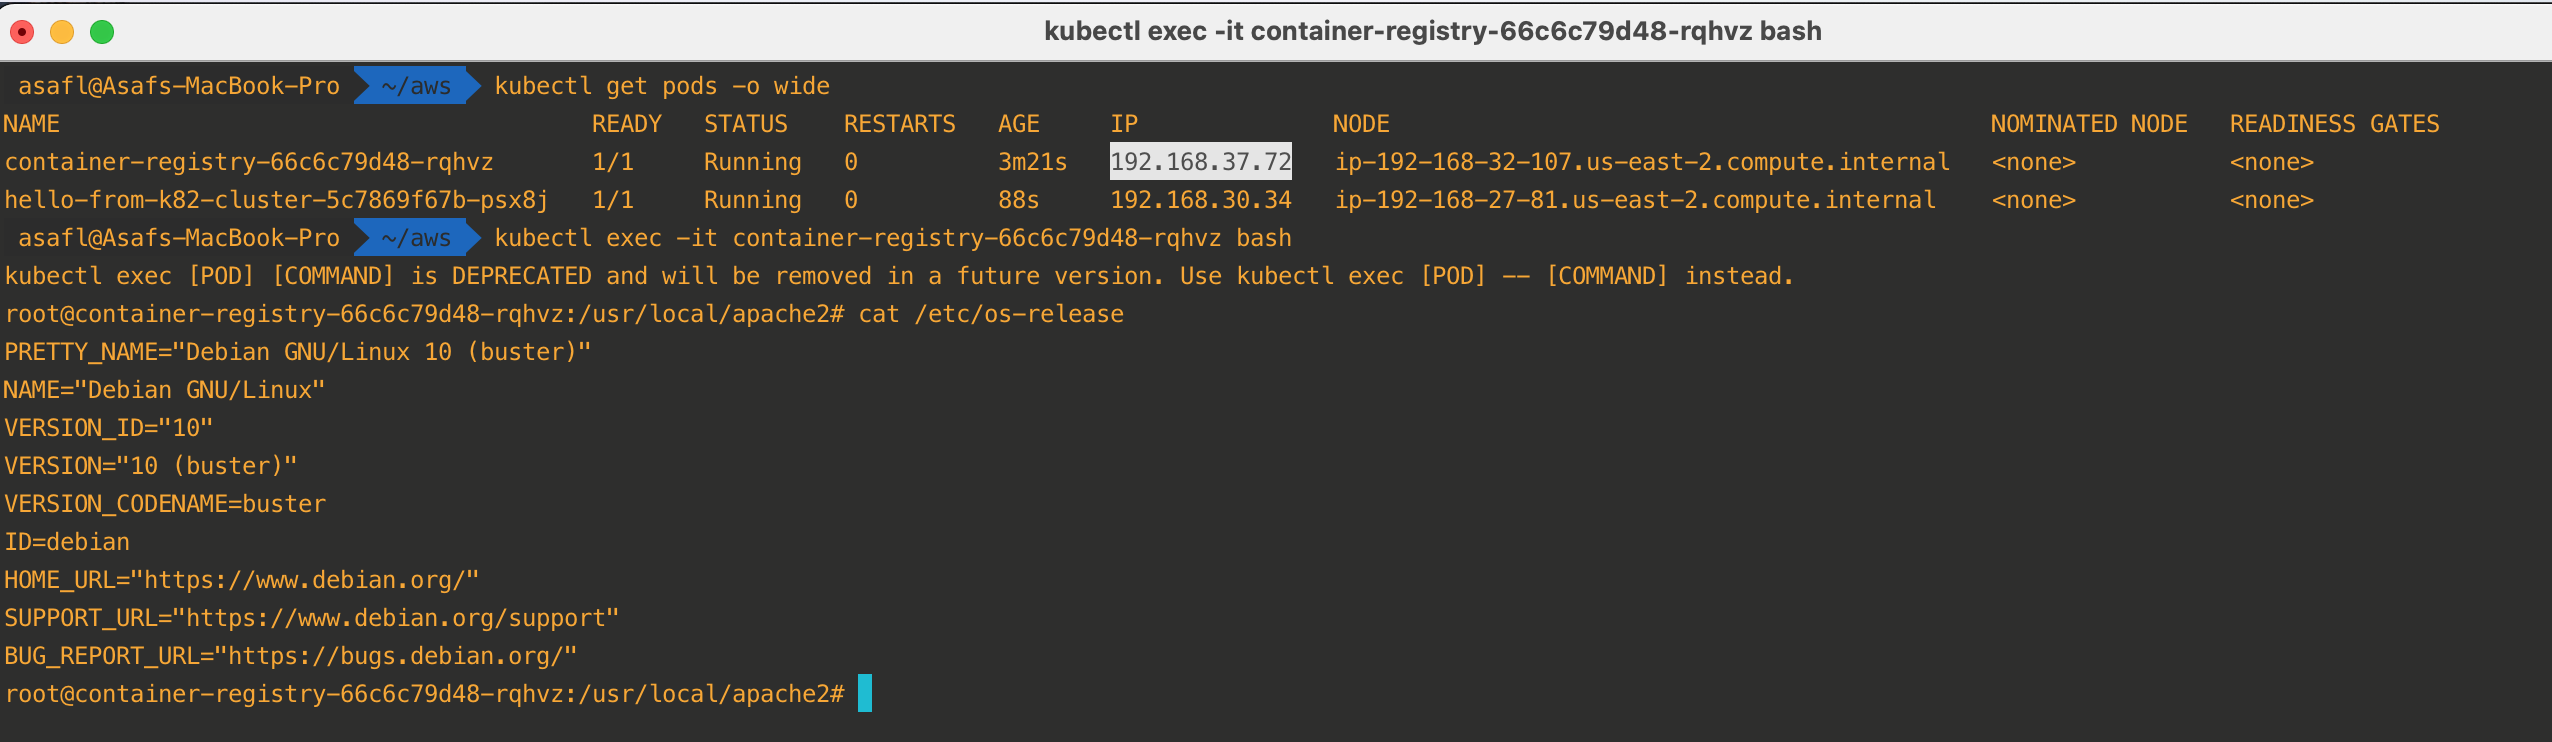 kubectl exec -it container-registry-66c6c79d48-rqhvz bash
asafl@Asafs-MacBook-Pro ~/aws kubectl get pods -o wide
NAME READY STATUS RESTARTS AGE IP NODE NOMINATED NODE READINESS GATES
container-registry-66c6c79d48-rqhvz 1/1 Running 0 3m21s 192.168.37.72 ip-192-168-32-107.us-east-2.compute.internal <none> <none>
hello-from-k82-cluster-5c7869f67b-psx8j 1/1 Running 0 88s 192.168.30.34 ip-192-168-27-81.us-east-2.compute.internal <none> <none>
asafl@Asafs-MacBook-Pro ~/aws kubectl exec -it container-registry-66c6c79d48-rqhvz bash
kubectl exec [POD] [COMMAND] is DEPRECATED and will be removed in a future version. Use kubectl exec [POD] -- [COMMAND] instead.
root@container-registry-66c6c79d48-rqhvz:/usr/local/apache2# cat /etc/os-release
PRETTY_NAME="Debian GNU/Linux 10 (buster)"
NAME="Debian GNU/Linux"
VERSION_ID="10"
VERSION="10 (buster)"
VERSION_CODENAME=buster
ID=debian
HOME_URL="https://www.debian.org/"
SUPPORT_URL="https://www.debian.org/support"
BUG_REPORT_URL="https://bugs.debian.org/"
root@container-registry-66c6c79d48-rqhvz:/usr/local/apache2#